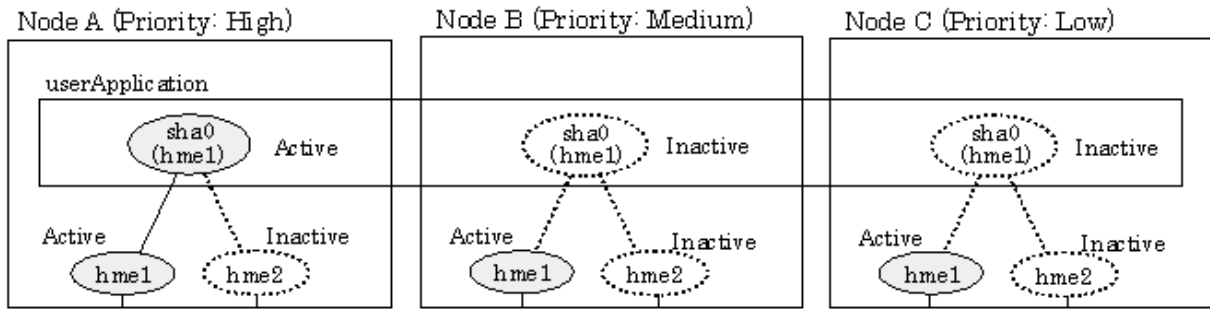 Node A (Priority: High)
Node B (Priority: Medium)
Node C (Priority: Low)
userApplication
sha0
(hme1)
Active
sha0
(hme1)
Inactive
sha0
(hme1)
Inactive
Active
Inactive
Active
Inactive
Active
Inactive
hme1
hme2
hme1
hme2
hme1
hme2